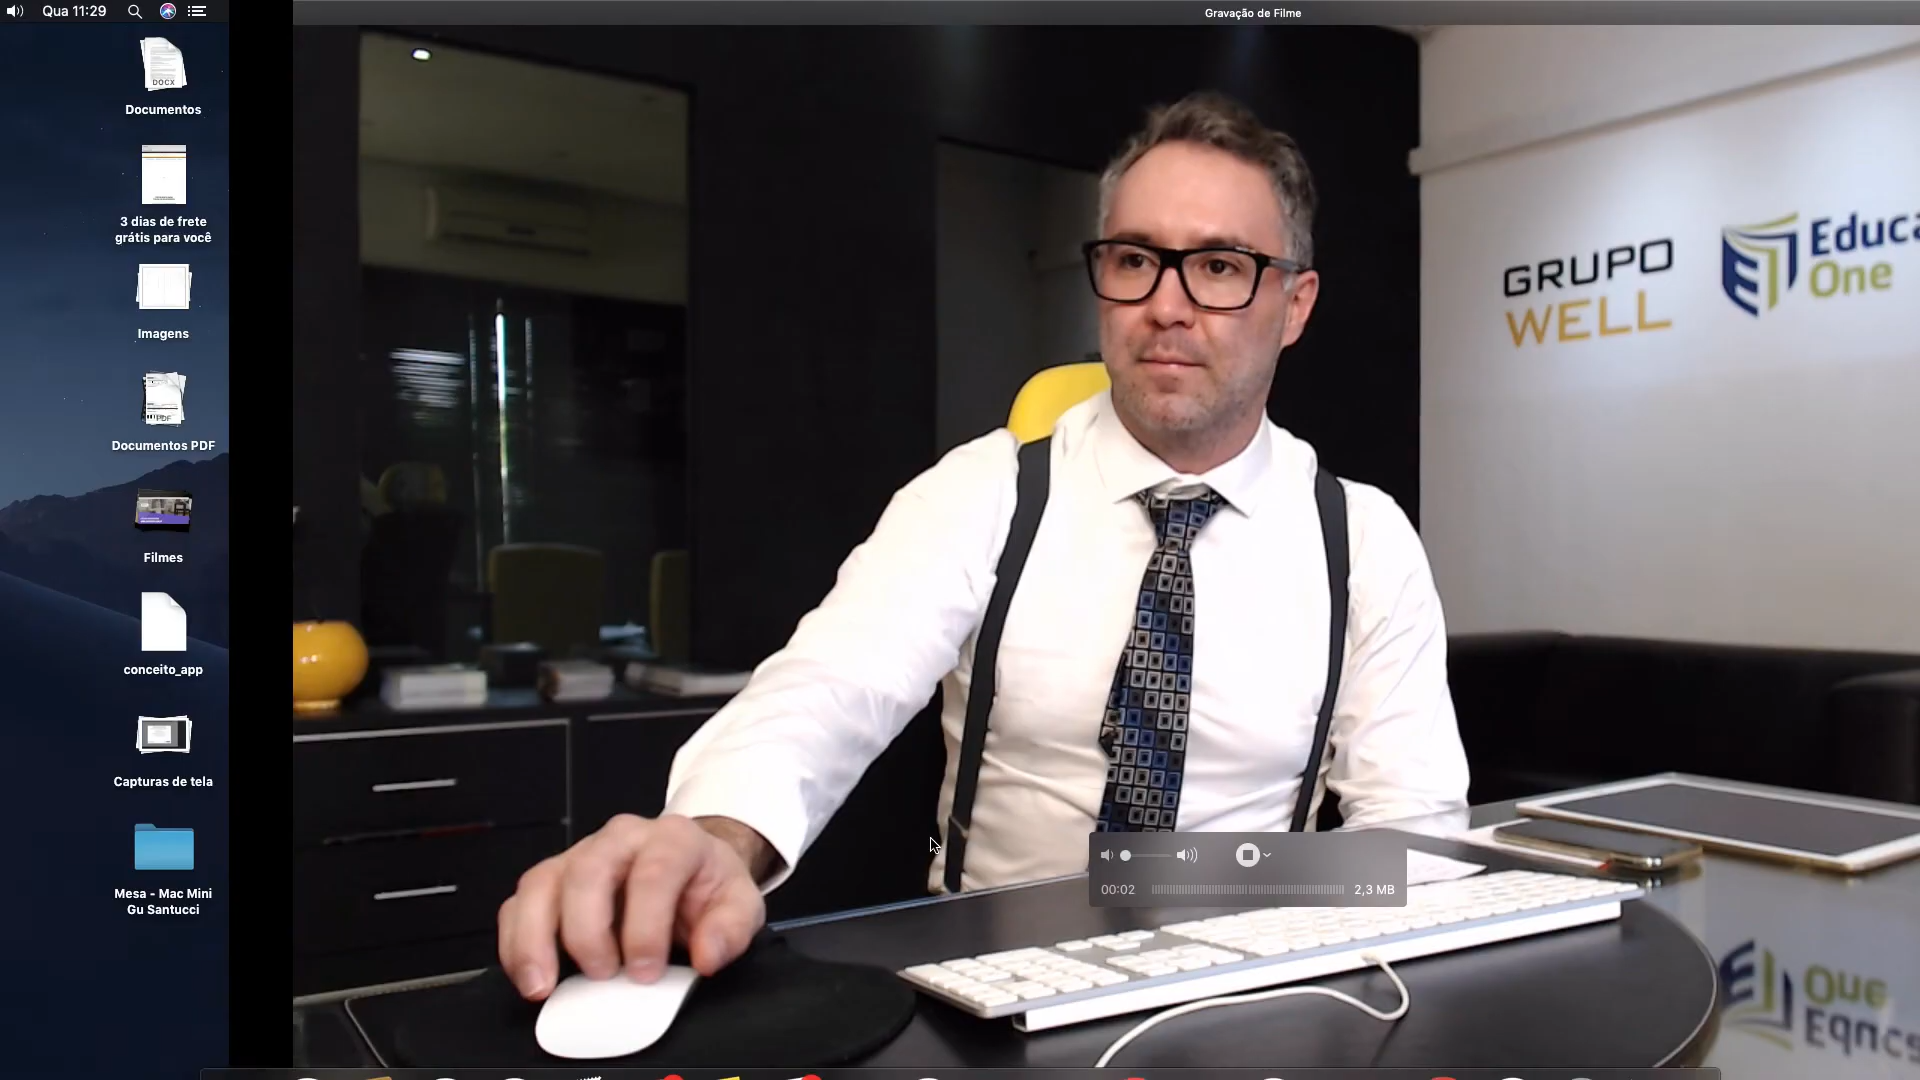 Qua 11:29
Gravação de Filme
Documentos
3 dias de frete
grátis para você
Imagens
Documentos PDF
Filmes
conceito_app
Capturas de tela
Mesa - Mac Mini
Gu Santucci
DOCX
PDF
GRUPO
WELL
Educa
One
00:02
2,3 MB